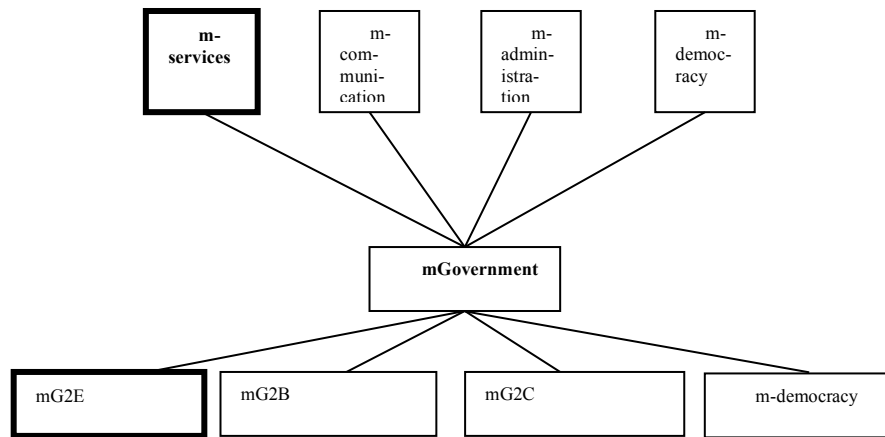 m-
services
m-
com-
muni-
cation
m-
admin-
istra-
tion
m-
democ-
racy
mGovernment
mG2E
mG2B
mG2C
m-democracy